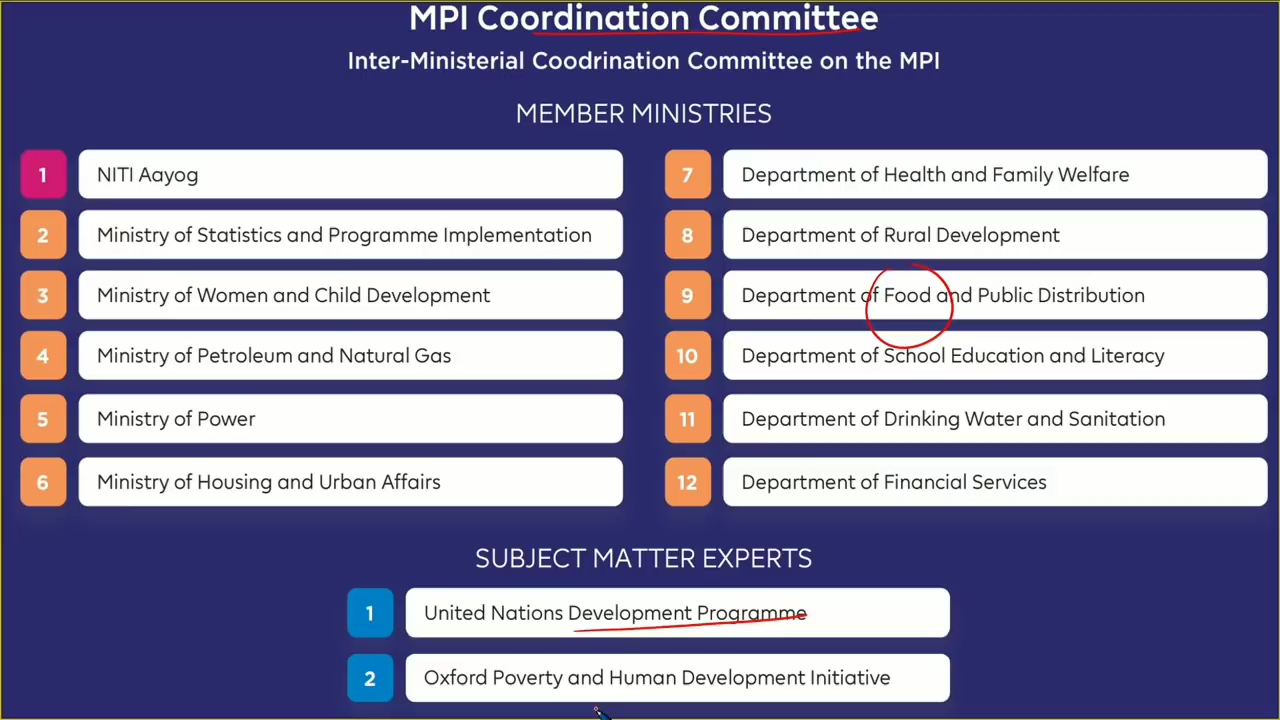 MPI Coordination Committee
Inter-Ministerial Coodrination Committee on the MPI
MEMBER MINISTRIES
1 NITI Aayog
2 Ministry of Statistics and Programme Implementation
3 Ministry of Women and Child Development
4 Ministry of Petroleum and Natural Gas
5 Ministry of Power
6 Ministry of Housing and Urban Affairs
7 Department of Health and Family Welfare
8 Department of Rural Development
9 Department of Food and Public Distribution
10 Department of School Education and Literacy
11 Department of Drinking Water and Sanitation
12 Department of Financial Services
SUBJECT MATTER EXPERTS
1 United Nations Development Programme
2 Oxford Poverty and Human Development Initiative